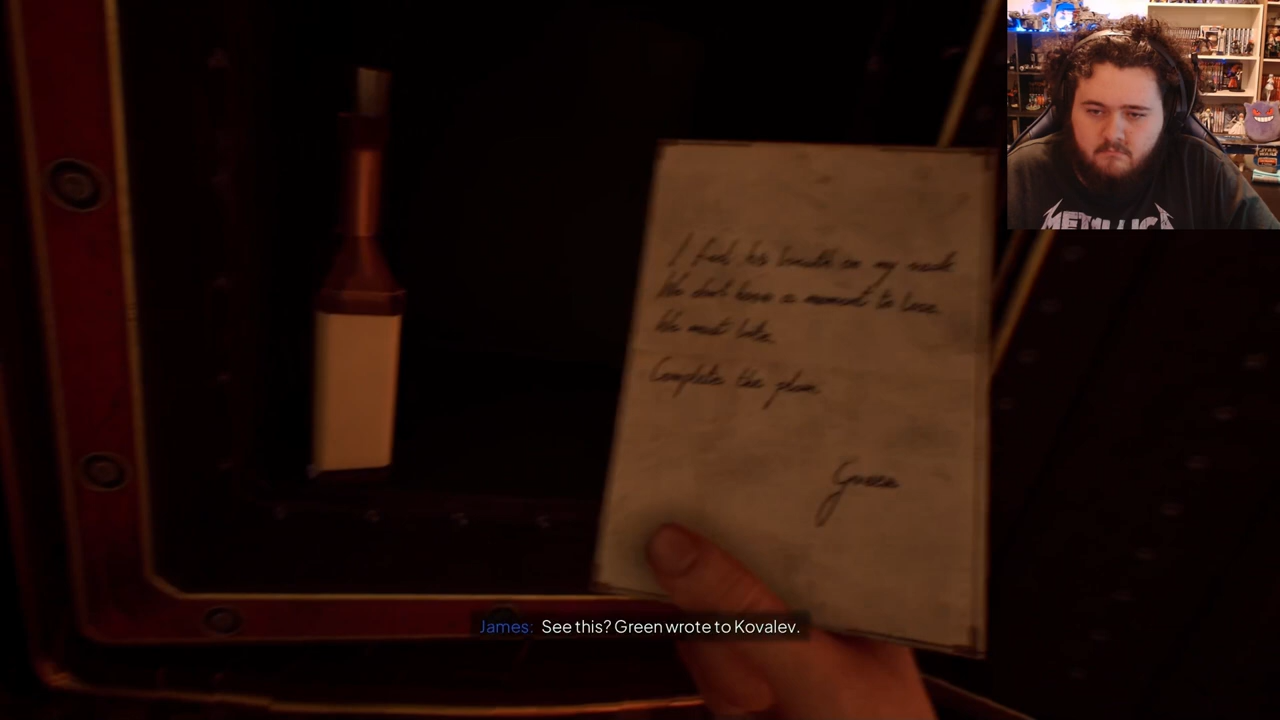 I feel his breath on my neck.
We don't have a moment to lose.
We must
Complete the plan
Green
James: See this? Green wrote to Kovalev.
METALLICA